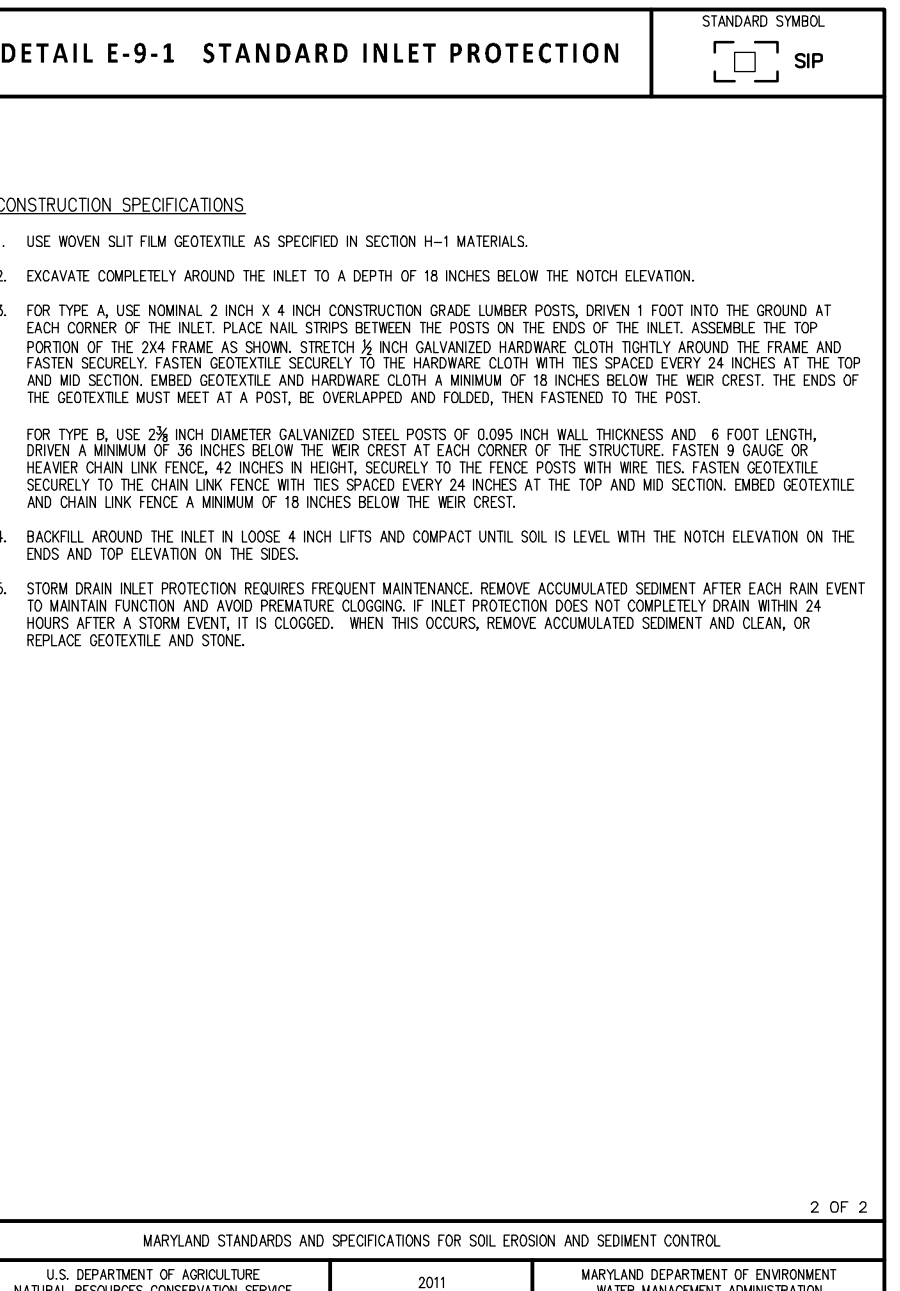 STANDARD SYMBOL
DETAIL E-9-1 STANDARD INLET PROTECTION
SIP
CONSTRUCTION SPECIFICATIONS
1. USE WOVEN SLIT FILM GEOTEXTILE AS SPECIFIED IN SECTION H-1 MATERIALS.
2. EXCAVATE COMPLETELY AROUND THE INLET TO A DEPTH OF 18 INCHES BELOW THE NOTCH ELEVATION.
3. FOR TYPE A, USE NOMINAL 2 INCH X 4 INCH CONSTRUCTION GRADE LUMBER POSTS, DRIVEN 1 FOOT INTO THE GROUND AT
EACH CORNER OF THE INLET. PLACE NAIL STRIPS BETWEEN THE POSTS ON THE ENDS OF THE INLET. ASSEMBLE THE TOP
PORTION OF THE 2X4 FRAME AS SHOWN. STRETCH ½ INCH GALVANIZED HARDWARE CLOTH TIGHTLY AROUND THE FRAME AND
FASTEN SECURELY. FASTEN GEOTEXTILE SECURELY TO THE HARDWARE CLOTH WITH TIES SPACED EVERY 24 INCHES AT THE TOP
AND MID SECTION. EMBED GEOTEXTILE AND HARDWARE CLOTH A MINIMUM OF 18 INCHES BELOW THE WEIR CREST. THE ENDS OF
THE GEOTEXTILE MUST MEET AT A POST, BE OVERLAPPED AND FOLDED, THEN FASTENED TO THE POST.
FOR TYPE B, USE 2⅜ INCH DIAMETER GALVANIZED STEEL POSTS OF 0.095 INCH WALL THICKNESS AND 6 FOOT LENGTH,
DRIVEN A MINIMUM OF 36 INCHES BELOW THE WEIR CREST AT EACH CORNER OF THE STRUCTURE. FASTEN 9 GAUGE OR
HEAVIER CHAIN LINK FENCE, 42 INCHES IN HEIGHT, SECURELY TO THE FENCE POSTS WITH WIRE TIES. FASTEN GEOTEXTILE
SECURELY TO THE CHAIN LINK FENCE WITH TIES SPACED EVERY 24 INCHES AT THE TOP AND MID SECTION. EMBED GEOTEXTILE
AND CHAIN LINK FENCE A MINIMUM OF 18 INCHES BELOW THE WEIR CREST.
4. BACKFILL AROUND THE INLET IN LOOSE 4 INCH LIFTS AND COMPACT UNTIL SOIL IS LEVEL WITH THE NOTCH ELEVATION ON THE
ENDS AND TOP ELEVATION ON THE SIDES.
5. STORM DRAIN INLET PROTECTION REQUIRES FREQUENT MAINTENANCE. REMOVE ACCUMULATED SEDIMENT AFTER EACH RAIN EVENT
TO MAINTAIN FUNCTION AND AVOID PREMATURE CLOGGING. IF INLET PROTECTION DOES NOT COMPLETELY DRAIN WITHIN 24
HOURS AFTER A STORM EVENT, IT IS CLOGGED. WHEN THIS OCCURS, REMOVE ACCUMULATED SEDIMENT AND CLEAN, OR
REPLACE GEOTEXTILE AND STONE.
2 OF 2
MARYLAND STANDARDS AND SPECIFICATIONS FOR SOIL EROSION AND SEDIMENT CONTROL
U.S. DEPARTMENT OF AGRICULTURE
NATURAL RESOURCES CONSERVATION SERVICE
2011
MARYLAND DEPARTMENT OF ENVIRONMENT
WATER MANAGEMENT ADMINISTRATION